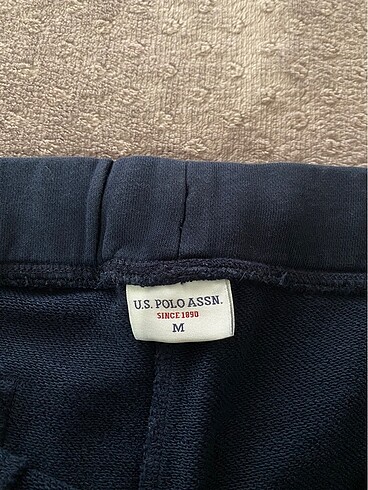 U.S. POLO ASSN.
SINCE 1890
M